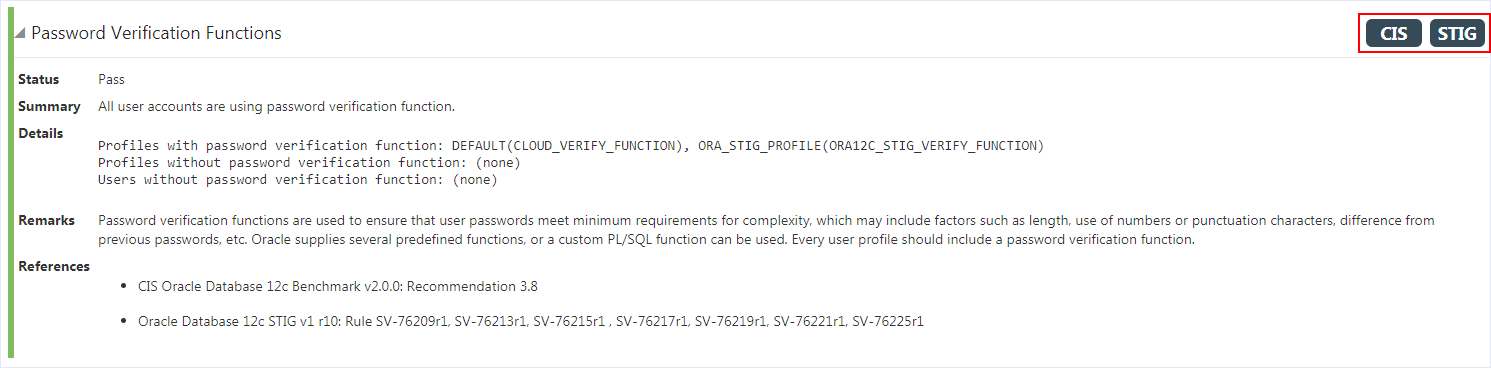 Password Verification Functions CIS STIG
Status Pass
Summary All user accounts are using password verification function.
Details
Profiles with password verification function: DEFAULT(CLOUD_VERIFY_FUNCTION), ORA_STIG_PROFILE(ORA12C_STIG_VERIFY_FUNCTION)
Profiles without password verification function: (none)
Users without password verification function: (none)
Remarks Password verification functions are used to ensure that user passwords meet minimum requirements for complexity, which may include factors such as length, use of numbers or punctuation characters, difference from
previous passwords, etc. Oracle supplies several predefined functions, or a custom PL/SQL function can be used. Every user profile should include a password verification function.
References
• CIS Oracle Database 12c Benchmark v2.0.0: Recommendation 3.8
• Oracle Database 12c STIG v1 r10: Rule SV-76209r1, SV-76213r1, SV-76215r1 , SV-76217r1, SV-76219r1, SV-76221r1, SV-76225r1